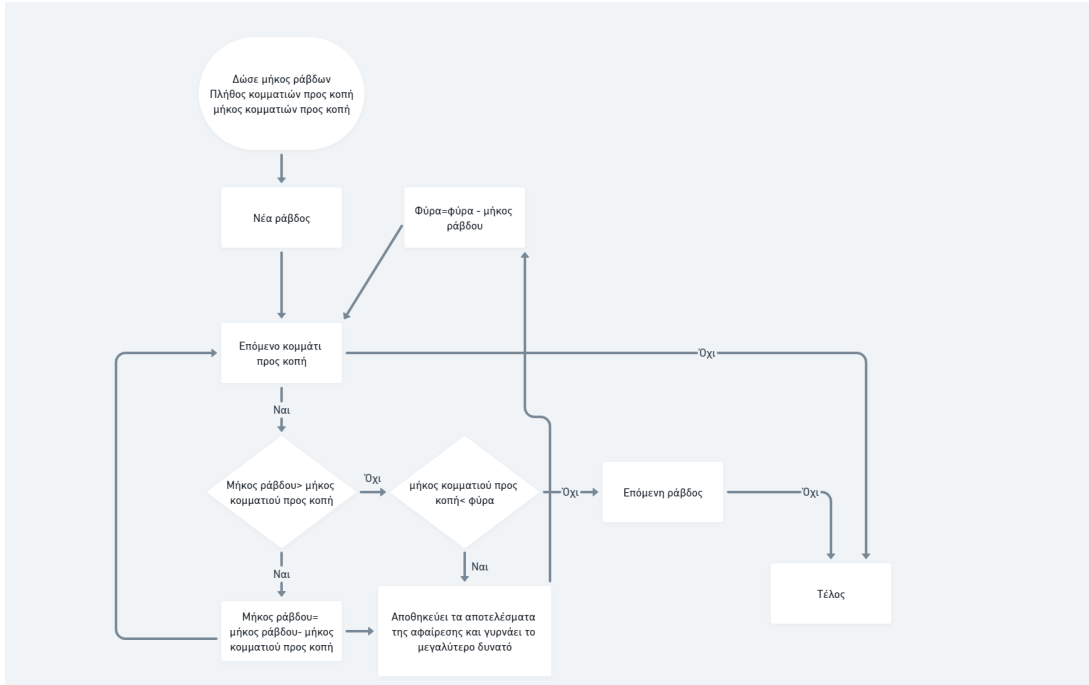 Δώσε μήκος ράβδων
Πλήθος κομματιών προς κοπή
μήκος κομματιών προς κοπή
Νέα ράβδος
Φύρα=φύρα - μήκος
ράβδου
Επόμενο κομμάτι
προς κοπή
Όχι
Ναι
Μήκος ράβδου> μήκος
κομματιού προς κοπή
Όχι
μήκος κομματιού προς
κοπή< φύρα
Όχι
Επόμενη ράβδος
Όχι
Ναι
Ναι
Μήκος ράβδου=
μήκος ράβδου- μήκος
κομματιού προς κοπή
Αποθηκεύει τα αποτελέσματα
της αφαίρεσης και γυρνάει το
μεγαλύτερο δυνατό
Τέλος